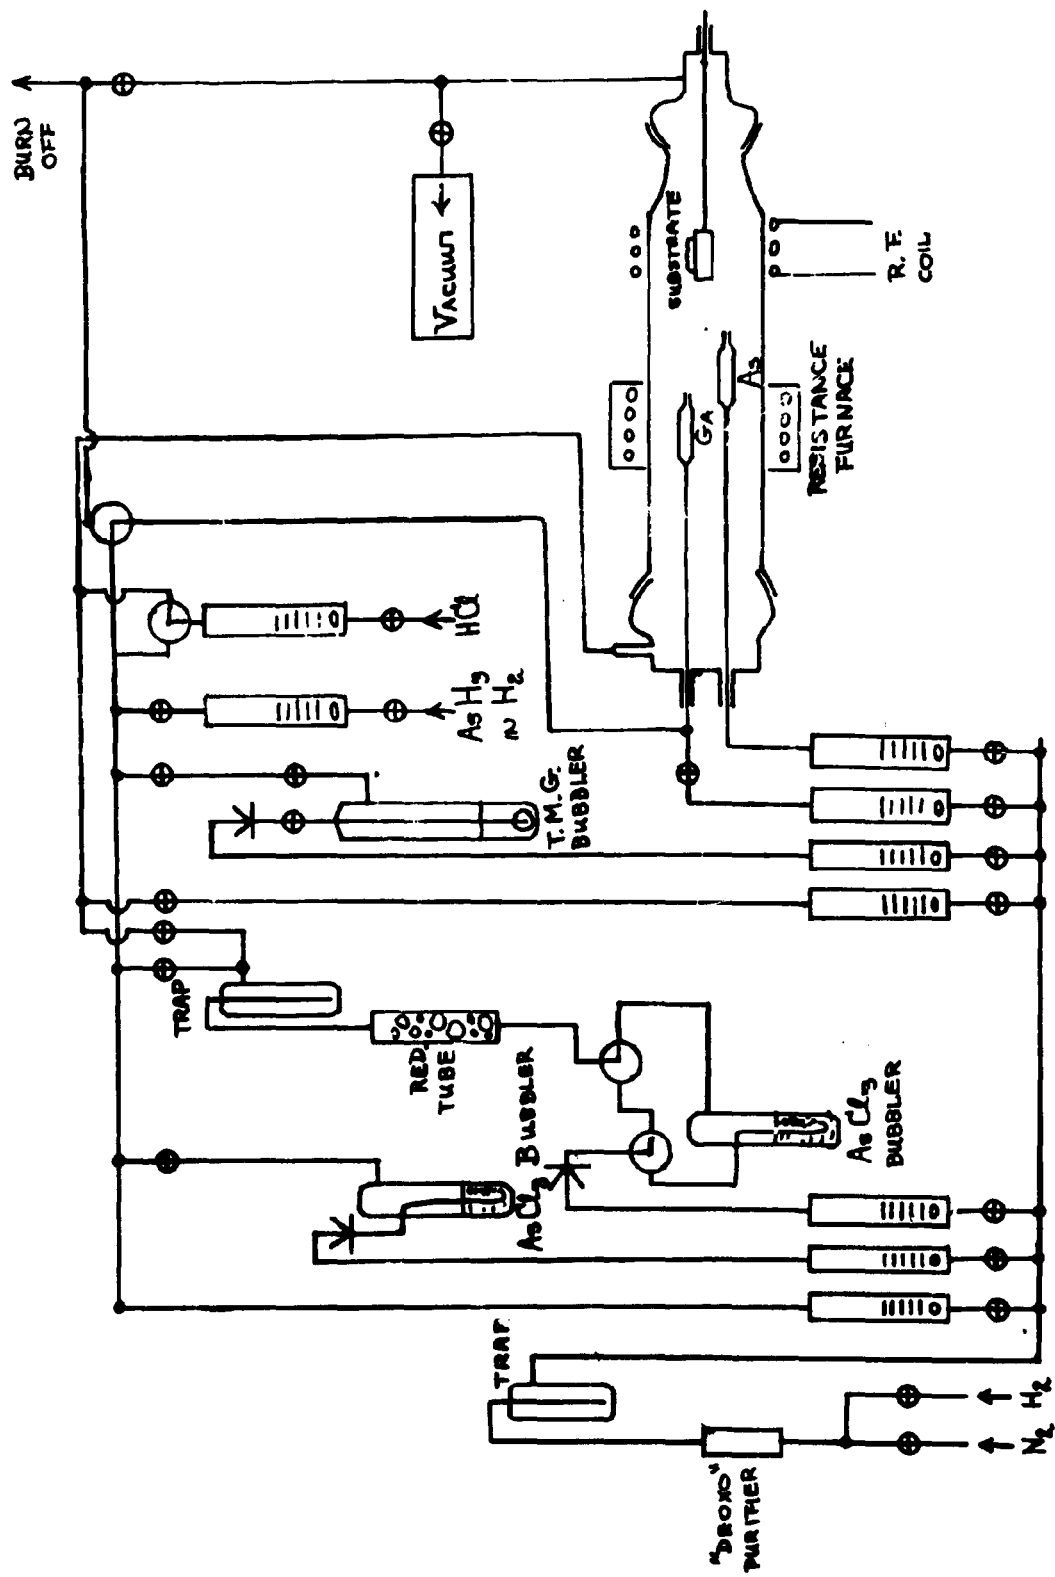 BURN
OFF
VACUUM
SUBSTRATE
R. F.
COIL
GA
AS
RESISTANCE
FURNACE
HCl
AsH3
IN H2
T.M.G.
BUBBLER
TRAP
RED.
TUBE
AsCl3 BUBBLER
AsCl3
BUBBLER
TRAP
"DEOXO"
PURIFIER
N2
H2